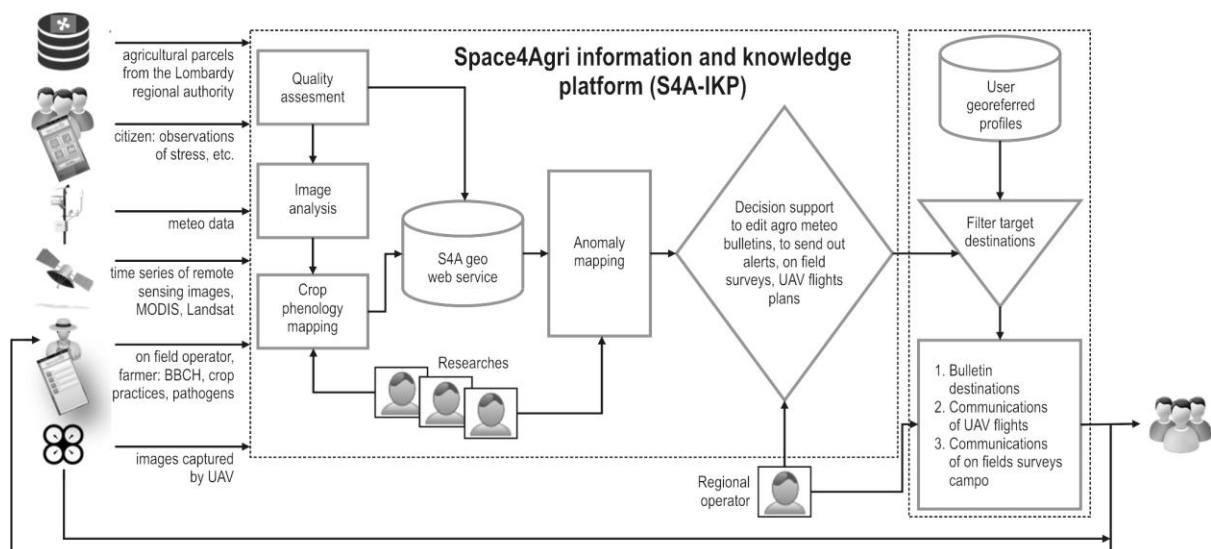 agricultural parcels
from the Lombardy
regional authority
citizen: observations
of stress, etc.
meteo data
time series of remote
sensing images,
MODIS, Landsat
on field operator,
farmer: BBCH, crop
practices, pathogens
images captured
by UAV
Space4Agri information and knowledge
platform (S4A-IKP)
Quality
assesment
Image
analysis
Crop
phenology
mapping
S4A geo
web service
Researches
Anomaly
mapping
Decision support
to edit agro meteo
bulletins, to send out
alerts, on field
surveys, UAV flights
plans
Regional
operator
User
georeferred
profiles
Filter target
destinations
1. Bulletin
destinations
2. Communications
of UAV flights
3. Communications
of on fields surveys
campo